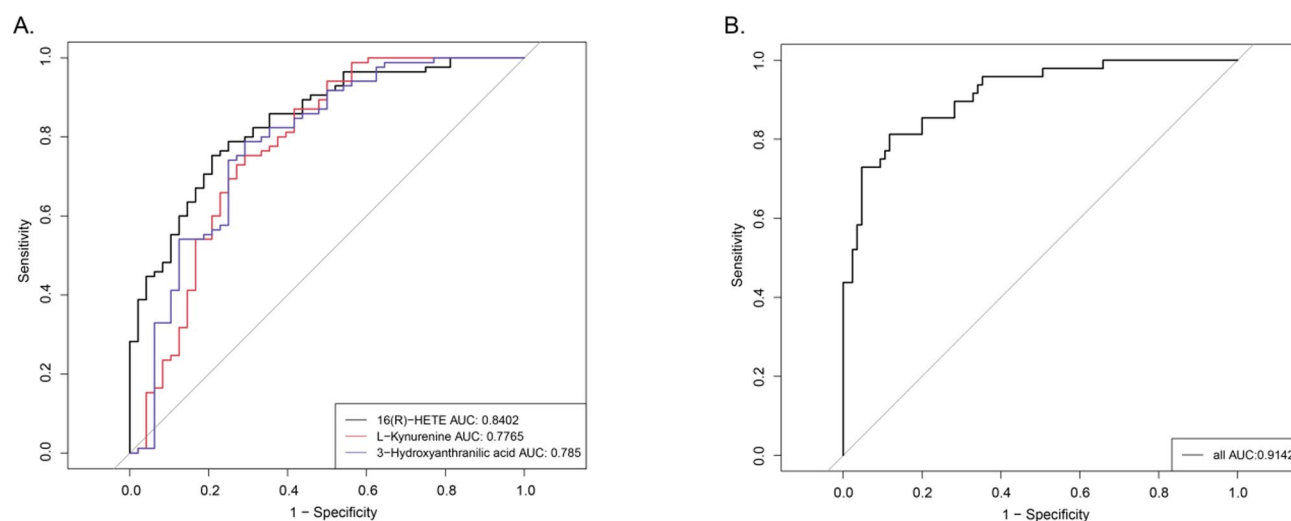 A.
1.0
0.8
0.6
0.4
0.2
0.0
Sensitivity
16(R)−HETE AUC: 0.8402
L−Kynurenine AUC: 0.7765
3−Hydroxyanthranilic acid AUC: 0.785
0.0 0.2 0.4 0.6 0.8 1.0
1 − Specificity
B.
1.0
0.8
0.6
0.4
0.2
0.0
Sensitivity
all AUC:0.9142
0.0 0.2 0.4 0.6 0.8 1.0
1 − Specificity